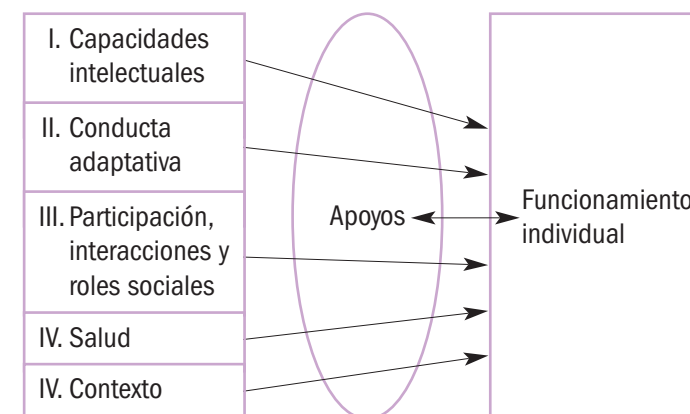 I. Capacidades
intelectuales
II. Conducta
adaptativa
III. Participación,
interacciones y
roles sociales
IV. Salud
IV. Contexto
Apoyos
Funcionamiento
individual